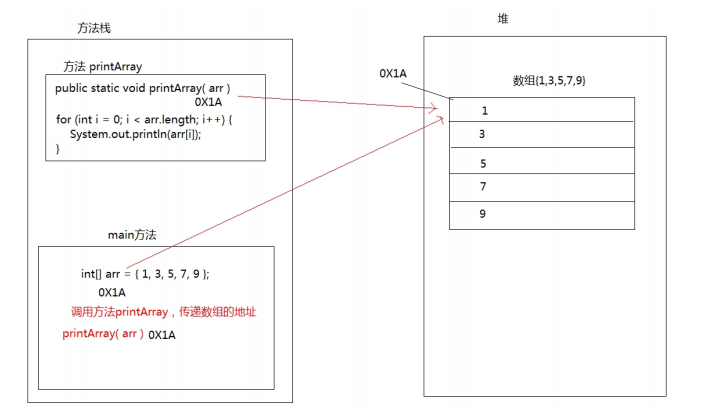 方法栈
方法 printArray
public static void printArray( arr )
0X1A
for (int i = 0; i < arr.length; i++) {
System.out.println(arr[i]);
}
main方法
int[] arr = { 1, 3, 5, 7, 9 };
0X1A
调用方法printArray，传递数组的地址
printArray( arr ) 0X1A
堆
0X1A
数组{1,3,5,7,9}
1
3
5
7
9